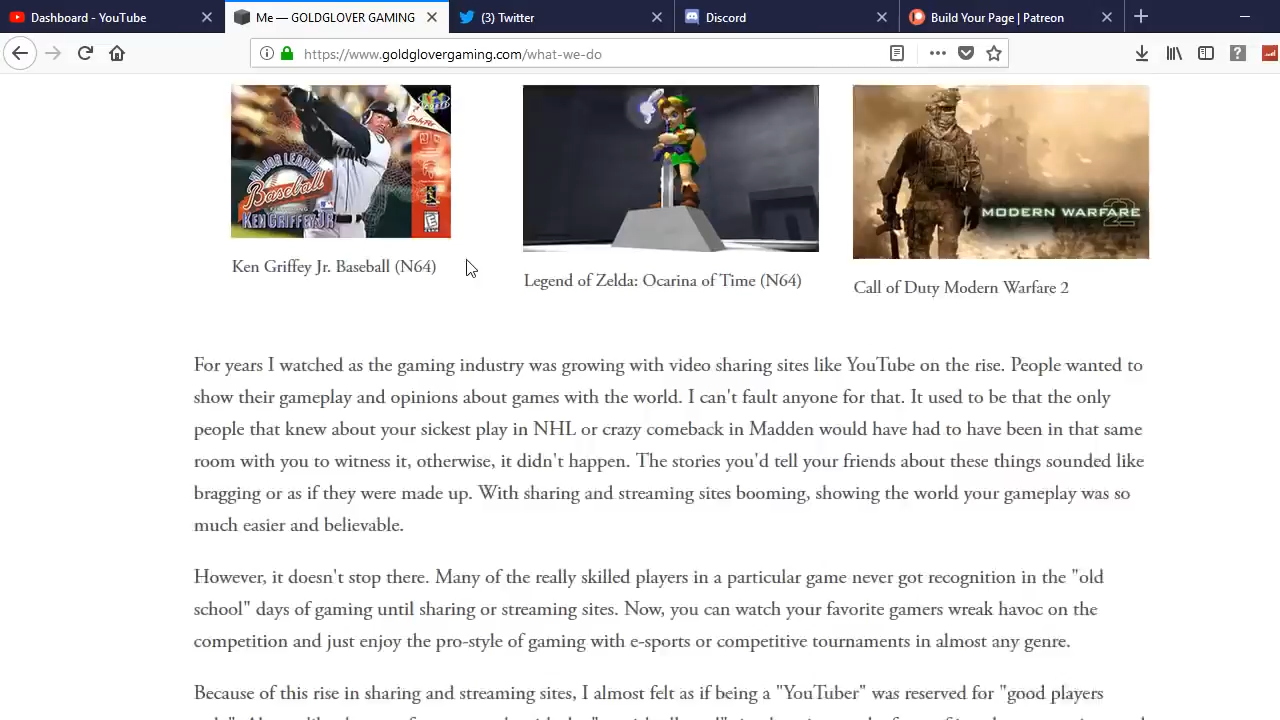 Dashboard - YouTube
Me — GOLDGLOVER GAMING
(3) Twitter
Discord
Build Your Page | Patreon
https://www.goldglovergaming.com/what-we-do
MAJOR LEAGUE
Baseball
KEN GRIFFEY JR.
MODERN WARFARE
2
Ken Griffey Jr. Baseball (N64)
Legend of Zelda: Ocarina of Time (N64)
Call of Duty Modern Warfare 2
For years I watched as the gaming industry was growing with video sharing sites like YouTube on the rise. People wanted to
show their gameplay and opinions about games with the world. I can't fault anyone for that. It used to be that the only
people that knew about your sickest play in NHL or crazy comeback in Madden would have had to have been in that same
room with you to witness it, otherwise, it didn't happen. The stories you'd tell your friends about these things sounded like
bragging or as if they were made up. With sharing and streaming sites booming, showing the world your gameplay was so
much easier and believable.
However, it doesn't stop there. Many of the really skilled players in a particular game never got recognition in the "old
school" days of gaming until sharing or streaming sites. Now, you can watch your favorite gamers wreak havoc on the
competition and just enjoy the pro-style of gaming with e-sports or competitive tournaments in almost any genre.
Because of this rise in sharing and streaming sites, I almost felt as if being a "YouTuber" was reserved for "good players